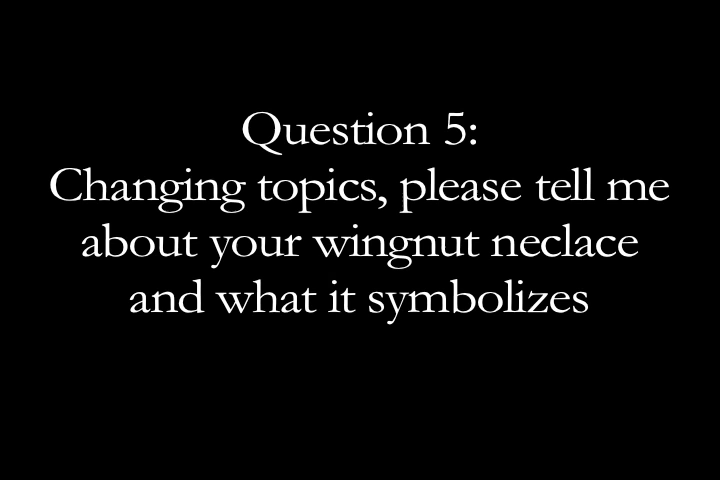 Question 5:
Changing topics, please tell me
about your wingnut neclace
and what it symbolizes